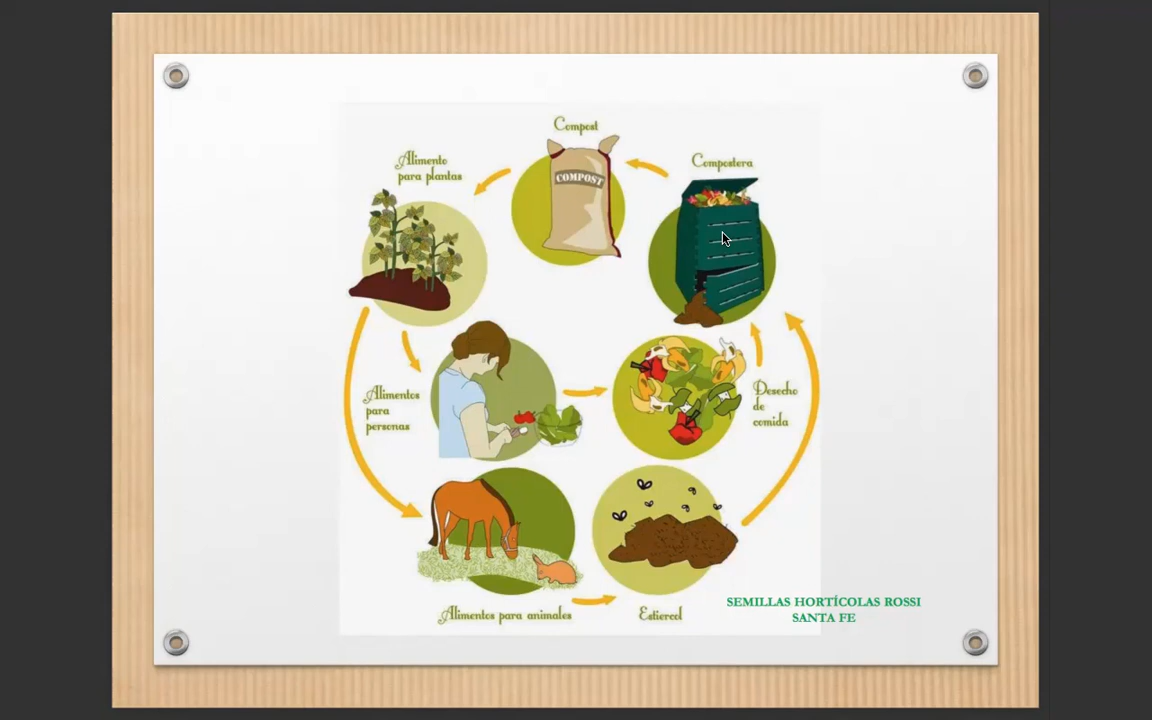 Compost
Compostera
Alimento
para plantas
COMPOST
Alimentos
para
personas
Desecho
de
comida
Alimentos para animales
Estiercol
SEMILLAS HORTÍCOLAS ROSSI
SANTA FE